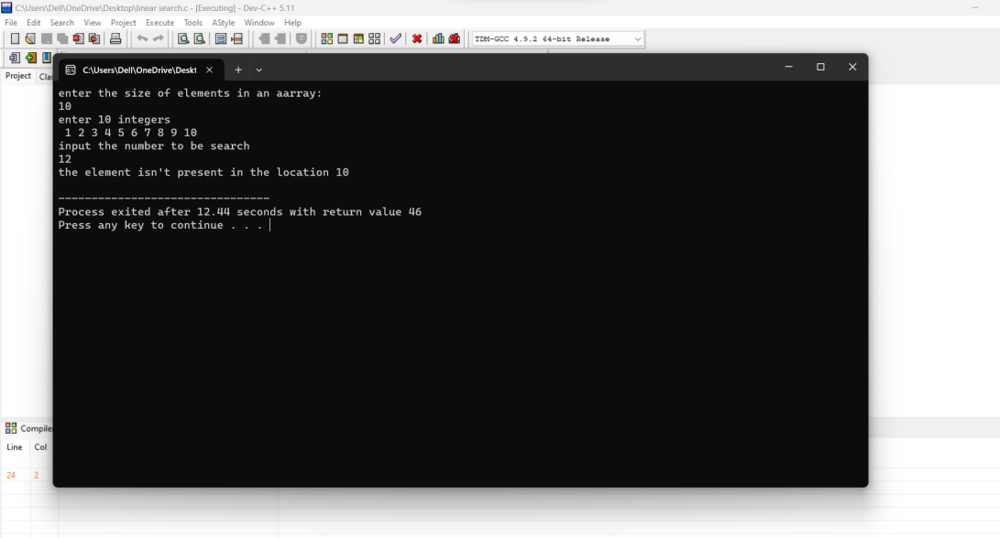 C:\Users\Dell\OneDrive\Desktop\linear search.c - [Executing] - Dev-C++ 5.11
File Edit Search View Project Execute Tools AStyle Window Help
TDM-GCC 4.9.2 64-bit Release
Project Clas
C:\Users\Dell\OneDrive\Deskt
enter the size of elements in an aarray:
10
enter 10 integers
1 2 3 4 5 6 7 8 9 10
input the number to be search
12
the element isn't present in the location 10
--------------------------------
Process exited after 12.44 seconds with return value 46
Press any key to continue . . .
Compile
Line Col
24 2